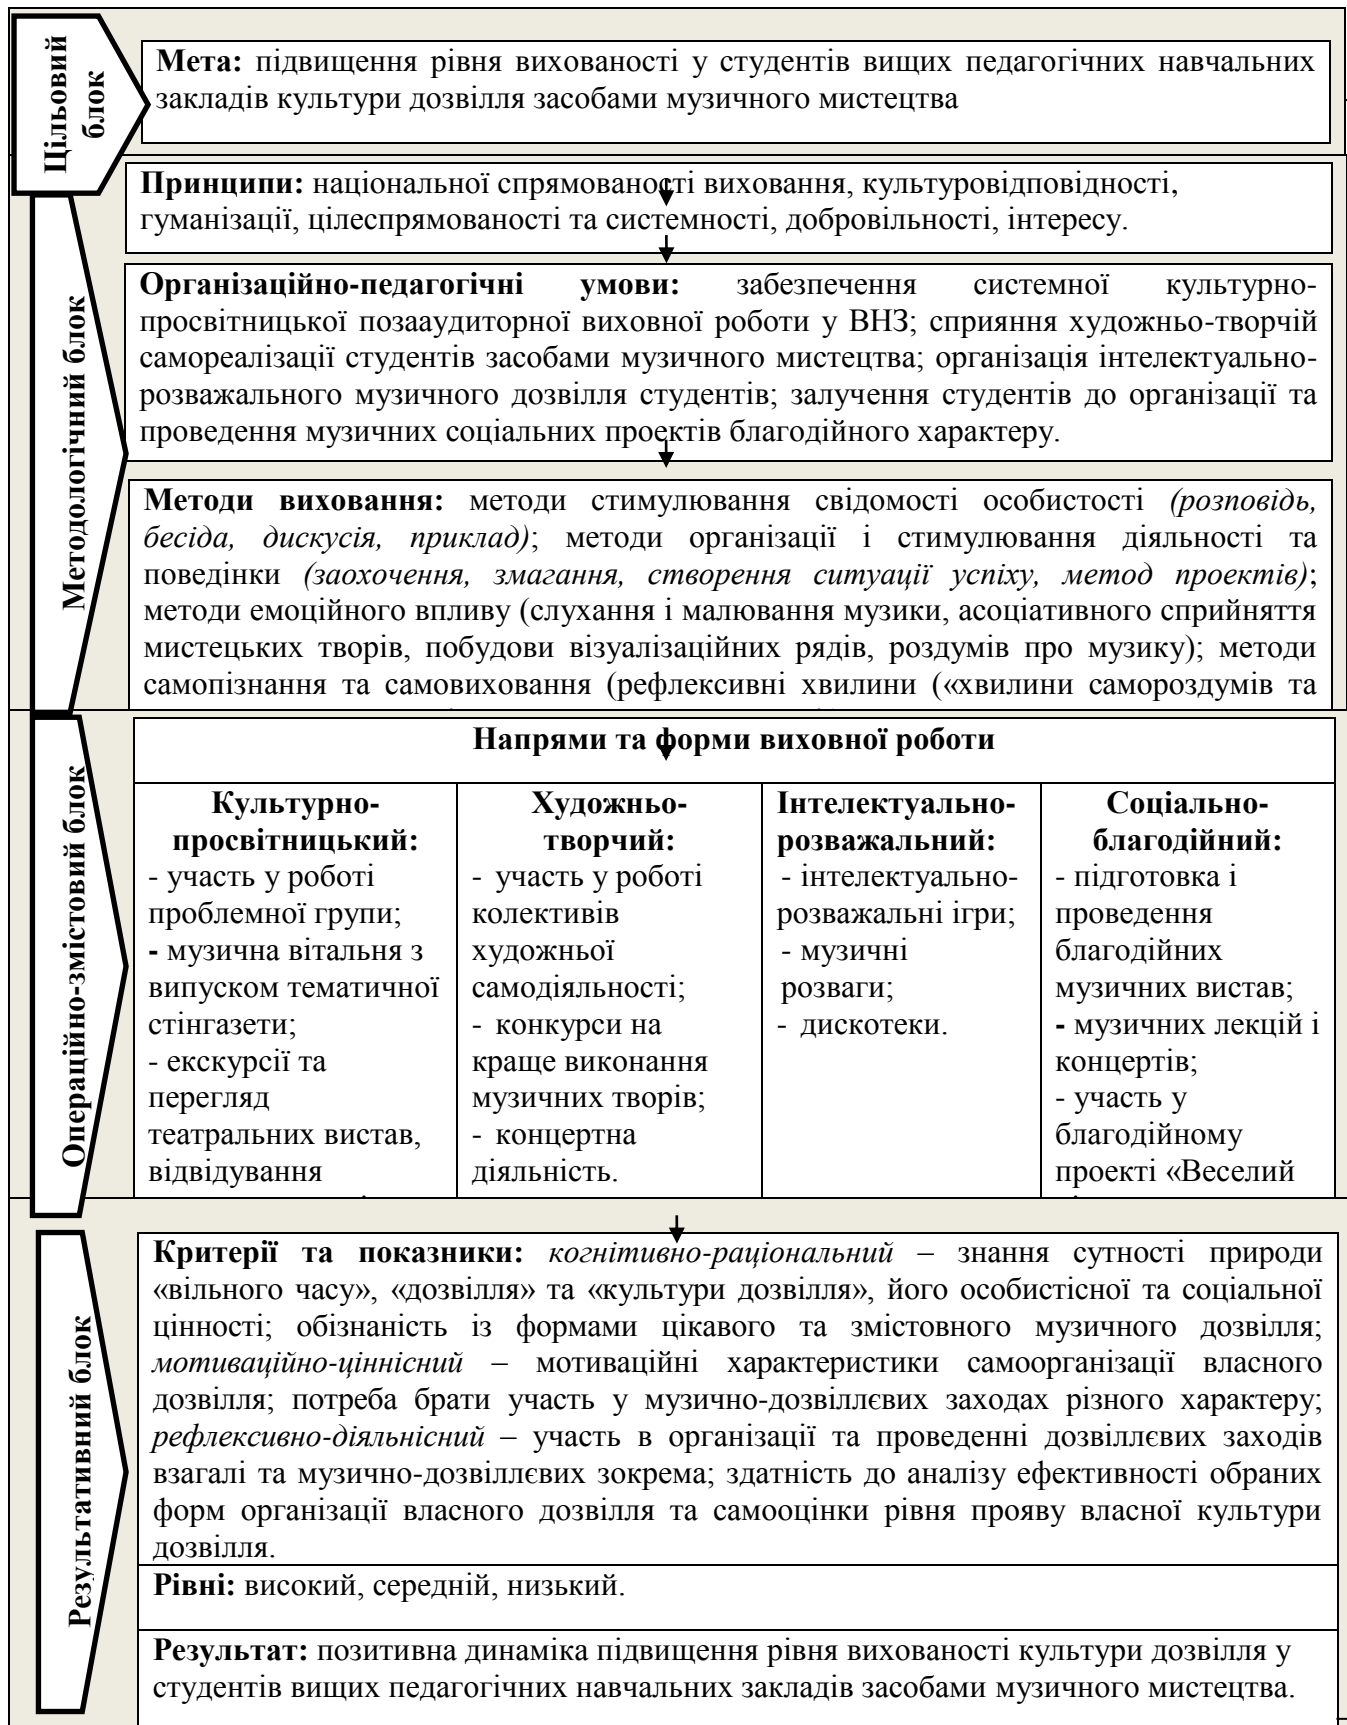 Цільовий
блок
Мета: підвищення рівня вихованості у студентів вищих педагогічних навчальних
закладів культури дозвілля засобами музичного мистецтва
Методологічний блок
Принципи: національної спрямованості виховання, культуровідповідності,
гуманізації, цілеспрямованості та системності, добровільності, інтересу.
Організаційно-педагогічні умови: забезпечення системної культурно-
просвітницької позааудиторної виховної роботи у ВНЗ; сприяння художньо-творчій
самореалізації студентів засобами музичного мистецтва; організація інтелектуально-
розважального музичного дозвілля студентів; залучення студентів до організації та
проведення музичних соціальних проектів благодійного характеру.
Методи виховання: методи стимулювання свідомості особистості (розповідь,
бесіда, дискусія, приклад); методи організації і стимулювання діяльності та
поведінки (заохочення, змагання, створення ситуації успіху, метод проектів);
методи емоційного впливу (слухання і малювання музики, асоціативного сприйняття
мистецьких творів, побудови візуалізаційних рядів, роздумів про музику); методи
самопізнання та самовиховання (рефлексивні хвилини («хвилини самороздумів та
Операційно-змістовий блок
Напрями та форми виховної роботи
Культурно-
просвітницький:
- участь у роботі
проблемної групи;
- музична вітальня з
випуском тематичної
стінгазети;
- екскурсії та
перегляд
театральних вистав,
відвідування
Художньо-
творчий:
- участь у роботі
колективів
художньої
самодіяльності;
- конкурси на
краще виконання
музичних творів;
- концертна
діяльність.
Інтелектуально-
розважальний:
- інтелектуально-
розважальні ігри;
- музичні
розваги;
- дискотеки.
Соціально-
благодійний:
- підготовка і
проведення
благодійних
музичних вистав;
- музичних лекцій і
концертів;
- участь у
благодійному
проекті «Веселий
Результативний блок
Критерії та показники: когнітивно-раціональний – знання сутності природи
«вільного часу», «дозвілля» та «культури дозвілля», його особистісної та соціальної
цінності; обізнаність із формами цікавого та змістовного музичного дозвілля;
мотиваційно-ціннісний – мотиваційні характеристики самоорганізації власного
дозвілля; потреба брати участь у музично-дозвіллєвих заходах різного характеру;
рефлексивно-діяльнісний – участь в організації та проведенні дозвіллєвих заходів
взагалі та музично-дозвіллєвих зокрема; здатність до аналізу ефективності обраних
форм організації власного дозвілля та самооцінки рівня прояву власної культури
дозвілля.
Рівні: високий, середній, низький.
Результат: позитивна динаміка підвищення рівня вихованості культури дозвілля у
студентів вищих педагогічних навчальних закладів засобами музичного мистецтва.